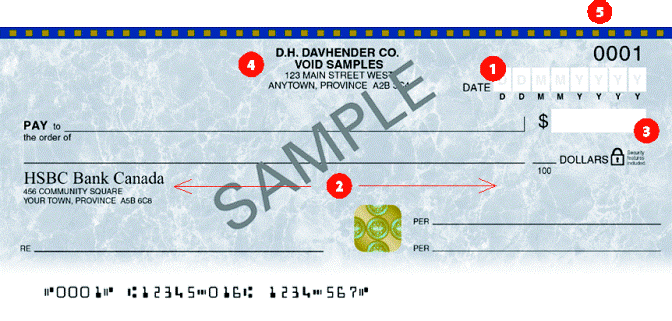 5
0001
4
D.H. DAVHENDER CO.
VOID SAMPLES
123 MAIN STREET WEST
ANYTOWN, PROVINCE A2B 3C4
1
DATE
D D M M Y Y Y Y
D D M M Y Y Y Y
PAY to
the order of
$
3
100
DOLLARS
Security
features
included.
HSBC Bank Canada
456 COMMUNITY SQUARE
YOUR TOWN, PROVINCE A5B 6C8
2
SAMPLE
PER
RE
PER
⑈0001⑈ ⑆12345⑉016⑆ 1234⑉567⑈